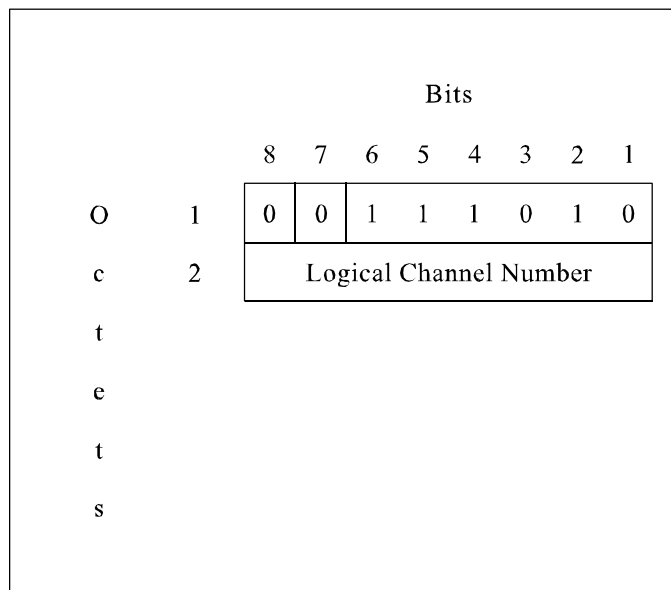 Bits
8 7 6 5 4 3 2 1
O 1 0 0 1 1 1 0 1 0
c 2 Logical Channel Number
t
e
t
s